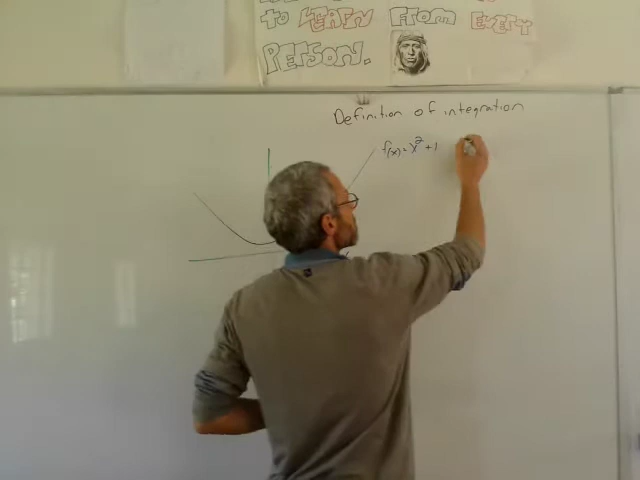 to LEARN FROM EVERY
PERSON.
Definition of integration
f(x)=x²+1